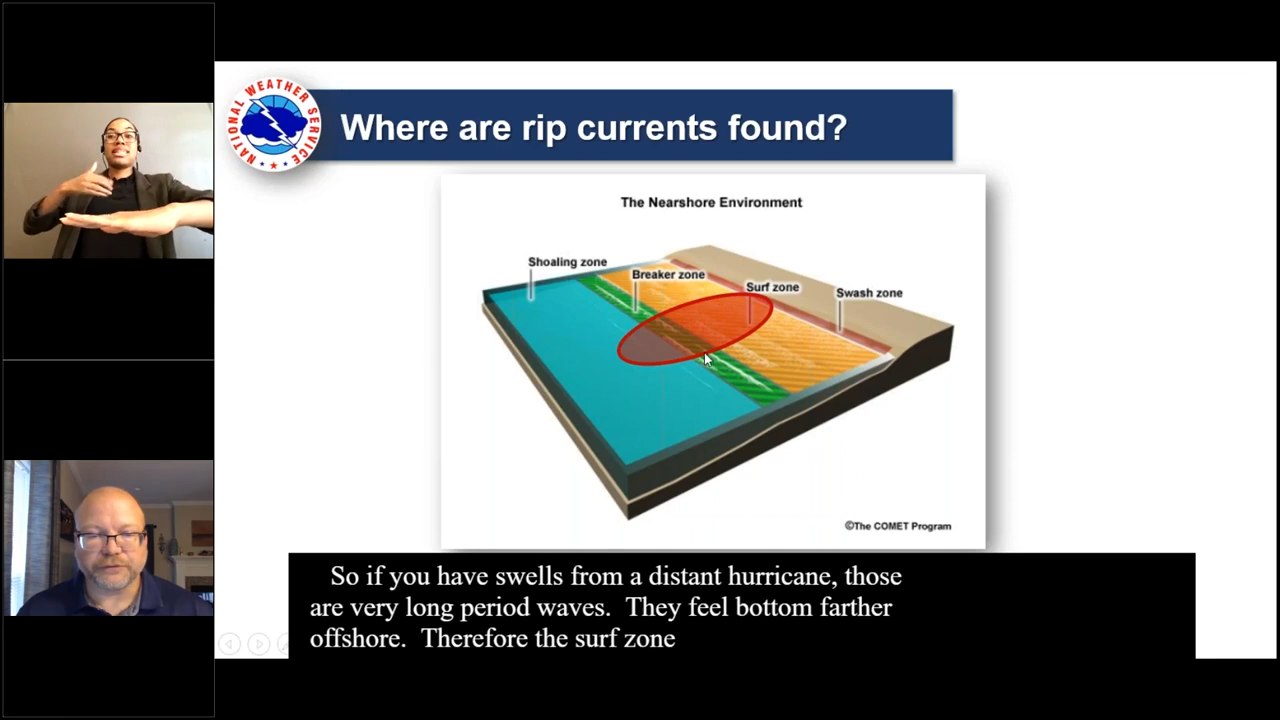 NATIONAL WEATHER SERVICE
Where are rip currents found?
The Nearshore Environment
Shoaling zone
Breaker zone
Surf zone
Swash zone
©The COMET Program
So if you have swells from a distant hurricane, those
are very long period waves.  They feel bottom farther
offshore.  Therefore the surf zone